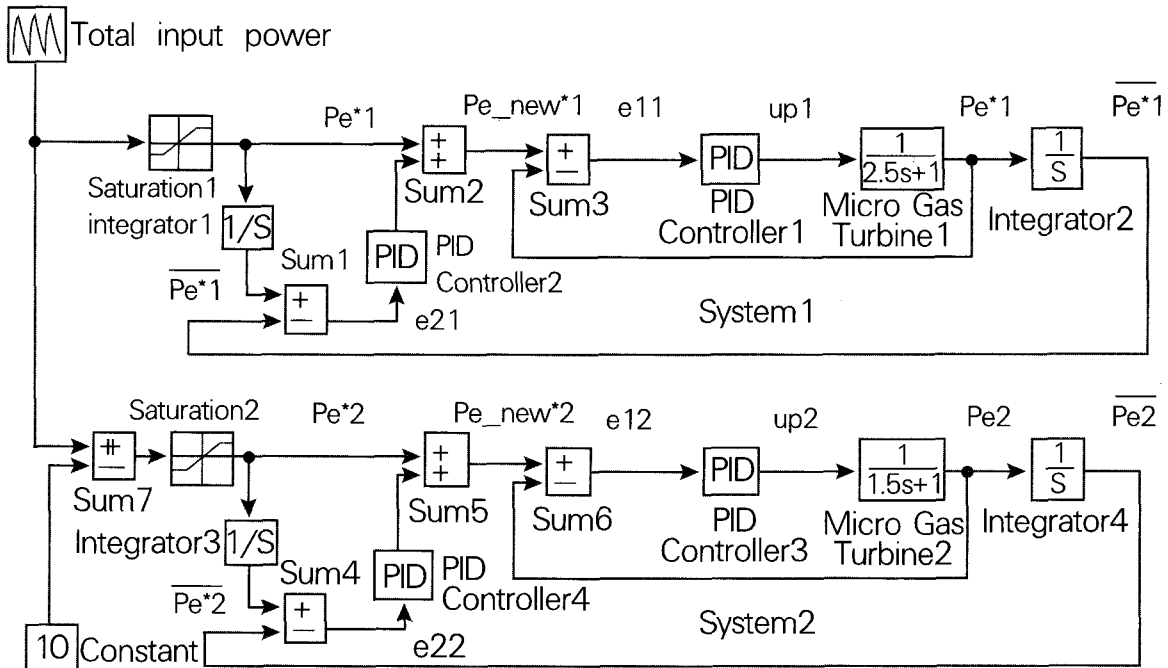 Total input power
Pe*1
Pe_new*1
e11
up1
Pe*1
Pe*1
+
+
+
−
PID
1
2.5s+1
1
S
Saturation1
Sum2
Sum3
PID
Controller1
Micro Gas
Turbine1
Integrator2
integrator1
1/S
Sum1
PID
PID
Controller2
Pe*1
+
−
e21
System1
Saturation2
Pe*2
Pe_new*2
e12
up2
Pe2
Pe2
++
−
+
+
+
−
PID
1
1.5s+1
1
S
Sum7
Sum5
Sum6
PID
Controller3
Micro Gas
Turbine2
Integrator4
Integrator3
1/S
Sum4
PID
PID
Controller4
Pe*2
+
−
e22
System2
10
Constant